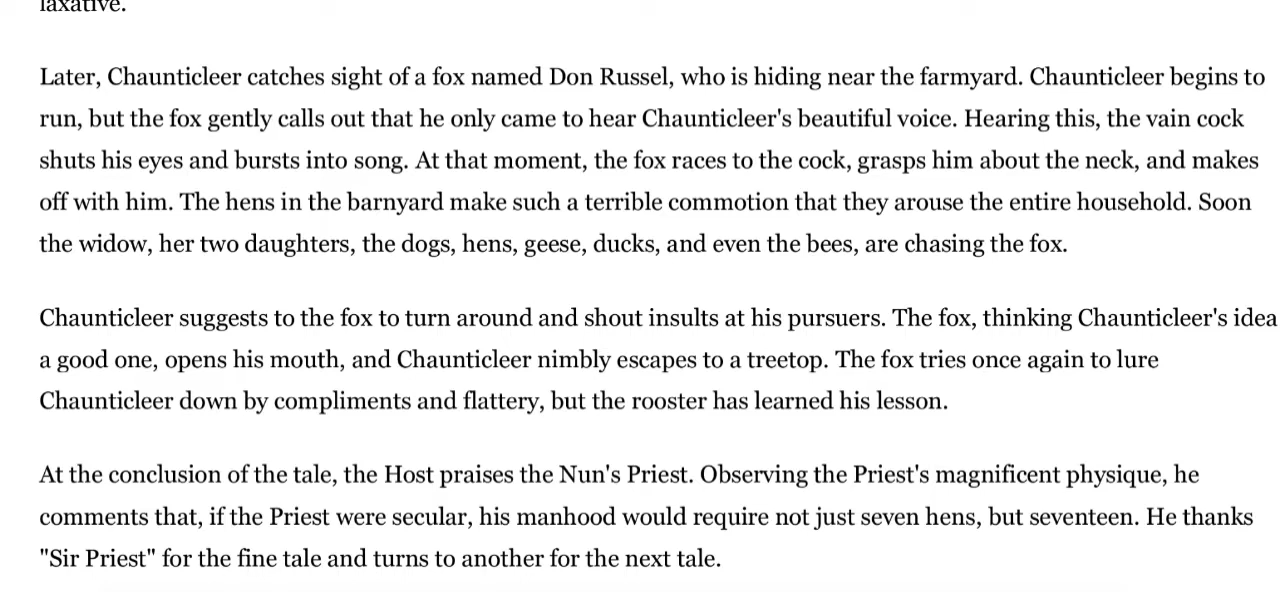 laxative.
Later, Chaunticleer catches sight of a fox named Don Russel, who is hiding near the farmyard. Chaunticleer begins to
run, but the fox gently calls out that he only came to hear Chaunticleer's beautiful voice. Hearing this, the vain cock
shuts his eyes and bursts into song. At that moment, the fox races to the cock, grasps him about the neck, and makes
off with him. The hens in the barnyard make such a terrible commotion that they arouse the entire household. Soon
the widow, her two daughters, the dogs, hens, geese, ducks, and even the bees, are chasing the fox.
Chaunticleer suggests to the fox to turn around and shout insults at his pursuers. The fox, thinking Chaunticleer's idea
a good one, opens his mouth, and Chaunticleer nimbly escapes to a treetop. The fox tries once again to lure
Chaunticleer down by compliments and flattery, but the rooster has learned his lesson.
At the conclusion of the tale, the Host praises the Nun's Priest. Observing the Priest's magnificent physique, he
comments that, if the Priest were secular, his manhood would require not just seven hens, but seventeen. He thanks
"Sir Priest" for the fine tale and turns to another for the next tale.